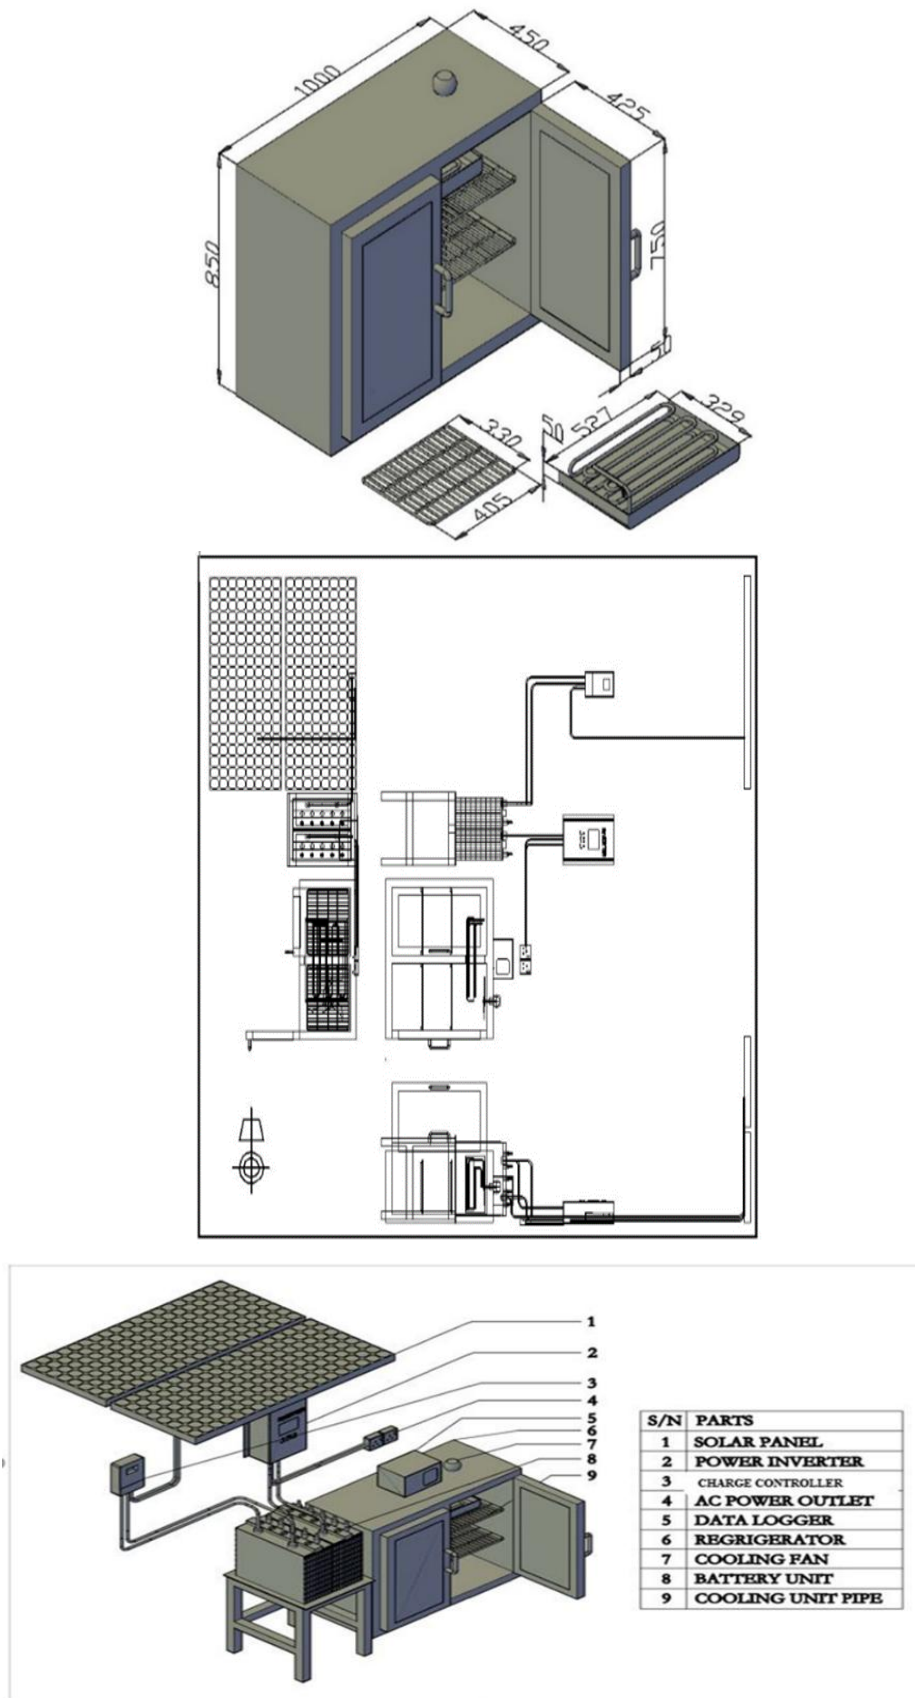 1000
450
425
850
750
50
527
329
330
405
1
2
3
4
5
6
7
8
9
S/N PARTS
1 SOLAR PANEL
2 POWER INVERTER
3 CHARGE CONTROLLER
4 AC POWER OUTLET
5 DATA LOGGER
6 REGRIGERATOR
7 COOLING FAN
8 BATTERY UNIT
9 COOLING UNIT PIPE